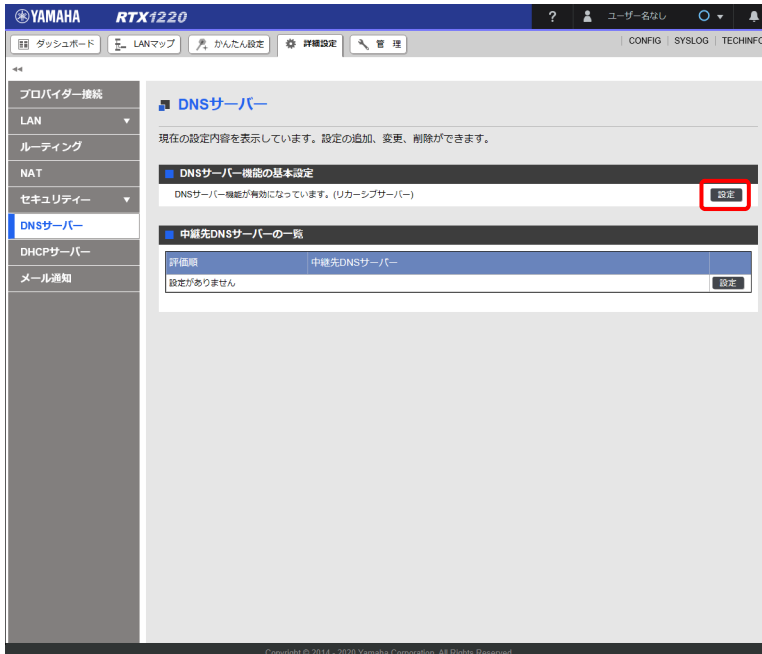 YAMAHA RTX1220 ? ユーザー名なし
ダッシュボード LANマップ かんたん設定 詳細設定 管 理 CONFIG SYSLOG TECHINFO
プロバイダー接続
LAN
ルーティング
NAT
セキュリティー
DNSサーバー
DHCPサーバー
メール通知
DNSサーバー
現在の設定内容を表示しています。設定の追加、変更、削除ができます。
DNSサーバー機能の基本設定
DNSサーバー機能が有効になっています。(リカーシブサーバー) 設定
中継先DNSサーバーの一覧
評価順 中継先DNSサーバー
設定がありません 設定
Copyright © 2014 - 2020 Yamaha Corporation. All Rights Reserved.